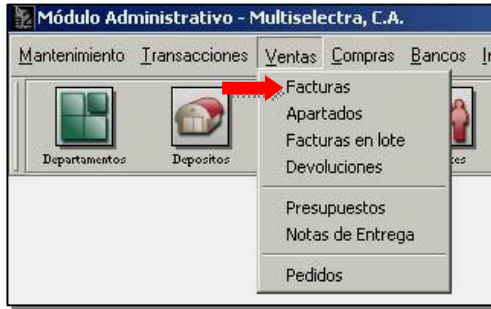 Módulo Administrativo - Multiselectra, C.A.
Mantenimiento Transacciones Ventas Compras Bancos
Facturas
Apartados
Facturas en lote
Devoluciones
Presupuestos
Notas de Entrega
Pedidos
Departamentos Depositos